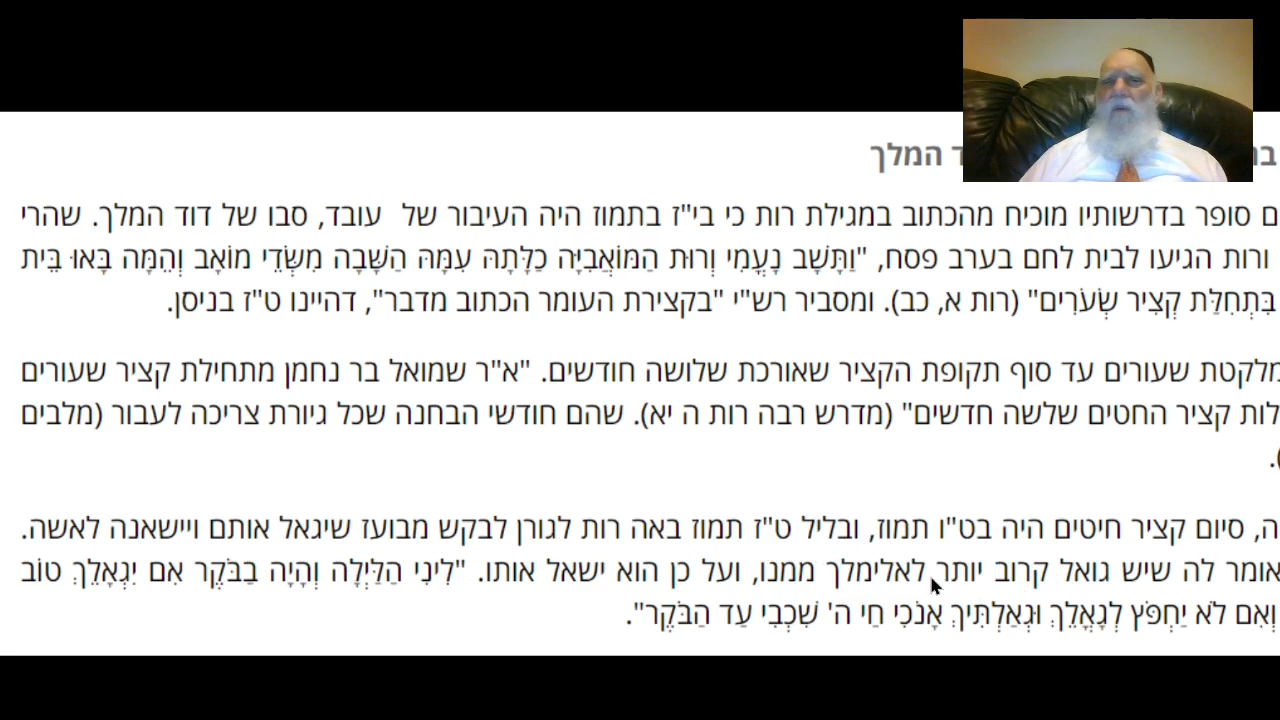 ד המלך
ם סופר בדרשותיו מוכיח מהכתוב במגילת רות כי בי"ז בתמוז היה העיבור של עובד, סבו של דוד המלך. שהרי
ורות הגיעו לבית לחם בערב פסח, "וַתָּשָׁב נָעֳמִי וְרוּת הַמּוֹאֲבִיָּה כַלָּתָהּ עִמָּהּ הַשָּׁבָה מִשְּׂדֵי מוֹאָב וְהֵמָּה בָּאוּ בֵּית
בִּתְחִלַּת קְצִיר שְׂעֹרִים" (רות א, כב). ומסביר רש"י "בקצירת העומר הכתוב מדבר", דהיינו ט"ז בניסן.
מלקטת שעורים עד סוף תקופת הקציר שאורכת שלושה חודשים. "א"ר שמואל בר נחמן מתחילת קציר שעורים
לות קציר החטים שלשה חדשים" (מדרש רבה רות ה יא). שהם חודשי הבחנה שכל גיורת צריכה לעבור (מלבים
).
ה, סיום קציר חיטים היה בט"ו תמוז, ובליל ט"ז תמוז באה רות לגורן לבקש מבועז שיגאל אותם ויישאנה לאשה.
אומר לה שיש גואל קרוב יותר לאלימלך ממנו, ועל כן הוא ישאל אותו. "לִינִי הַלַּיְלָה וְהָיָה בַבֹּקֶר אִם יִגְאָלֵךְ טוֹב
וְאִם לֹא יַחְפֹּץ לְגָאֳלֵךְ וּגְאַלְתִּיךְ אָנֹכִי חַי ה' שִׁכְבִי עַד הַבֹּקֶר".